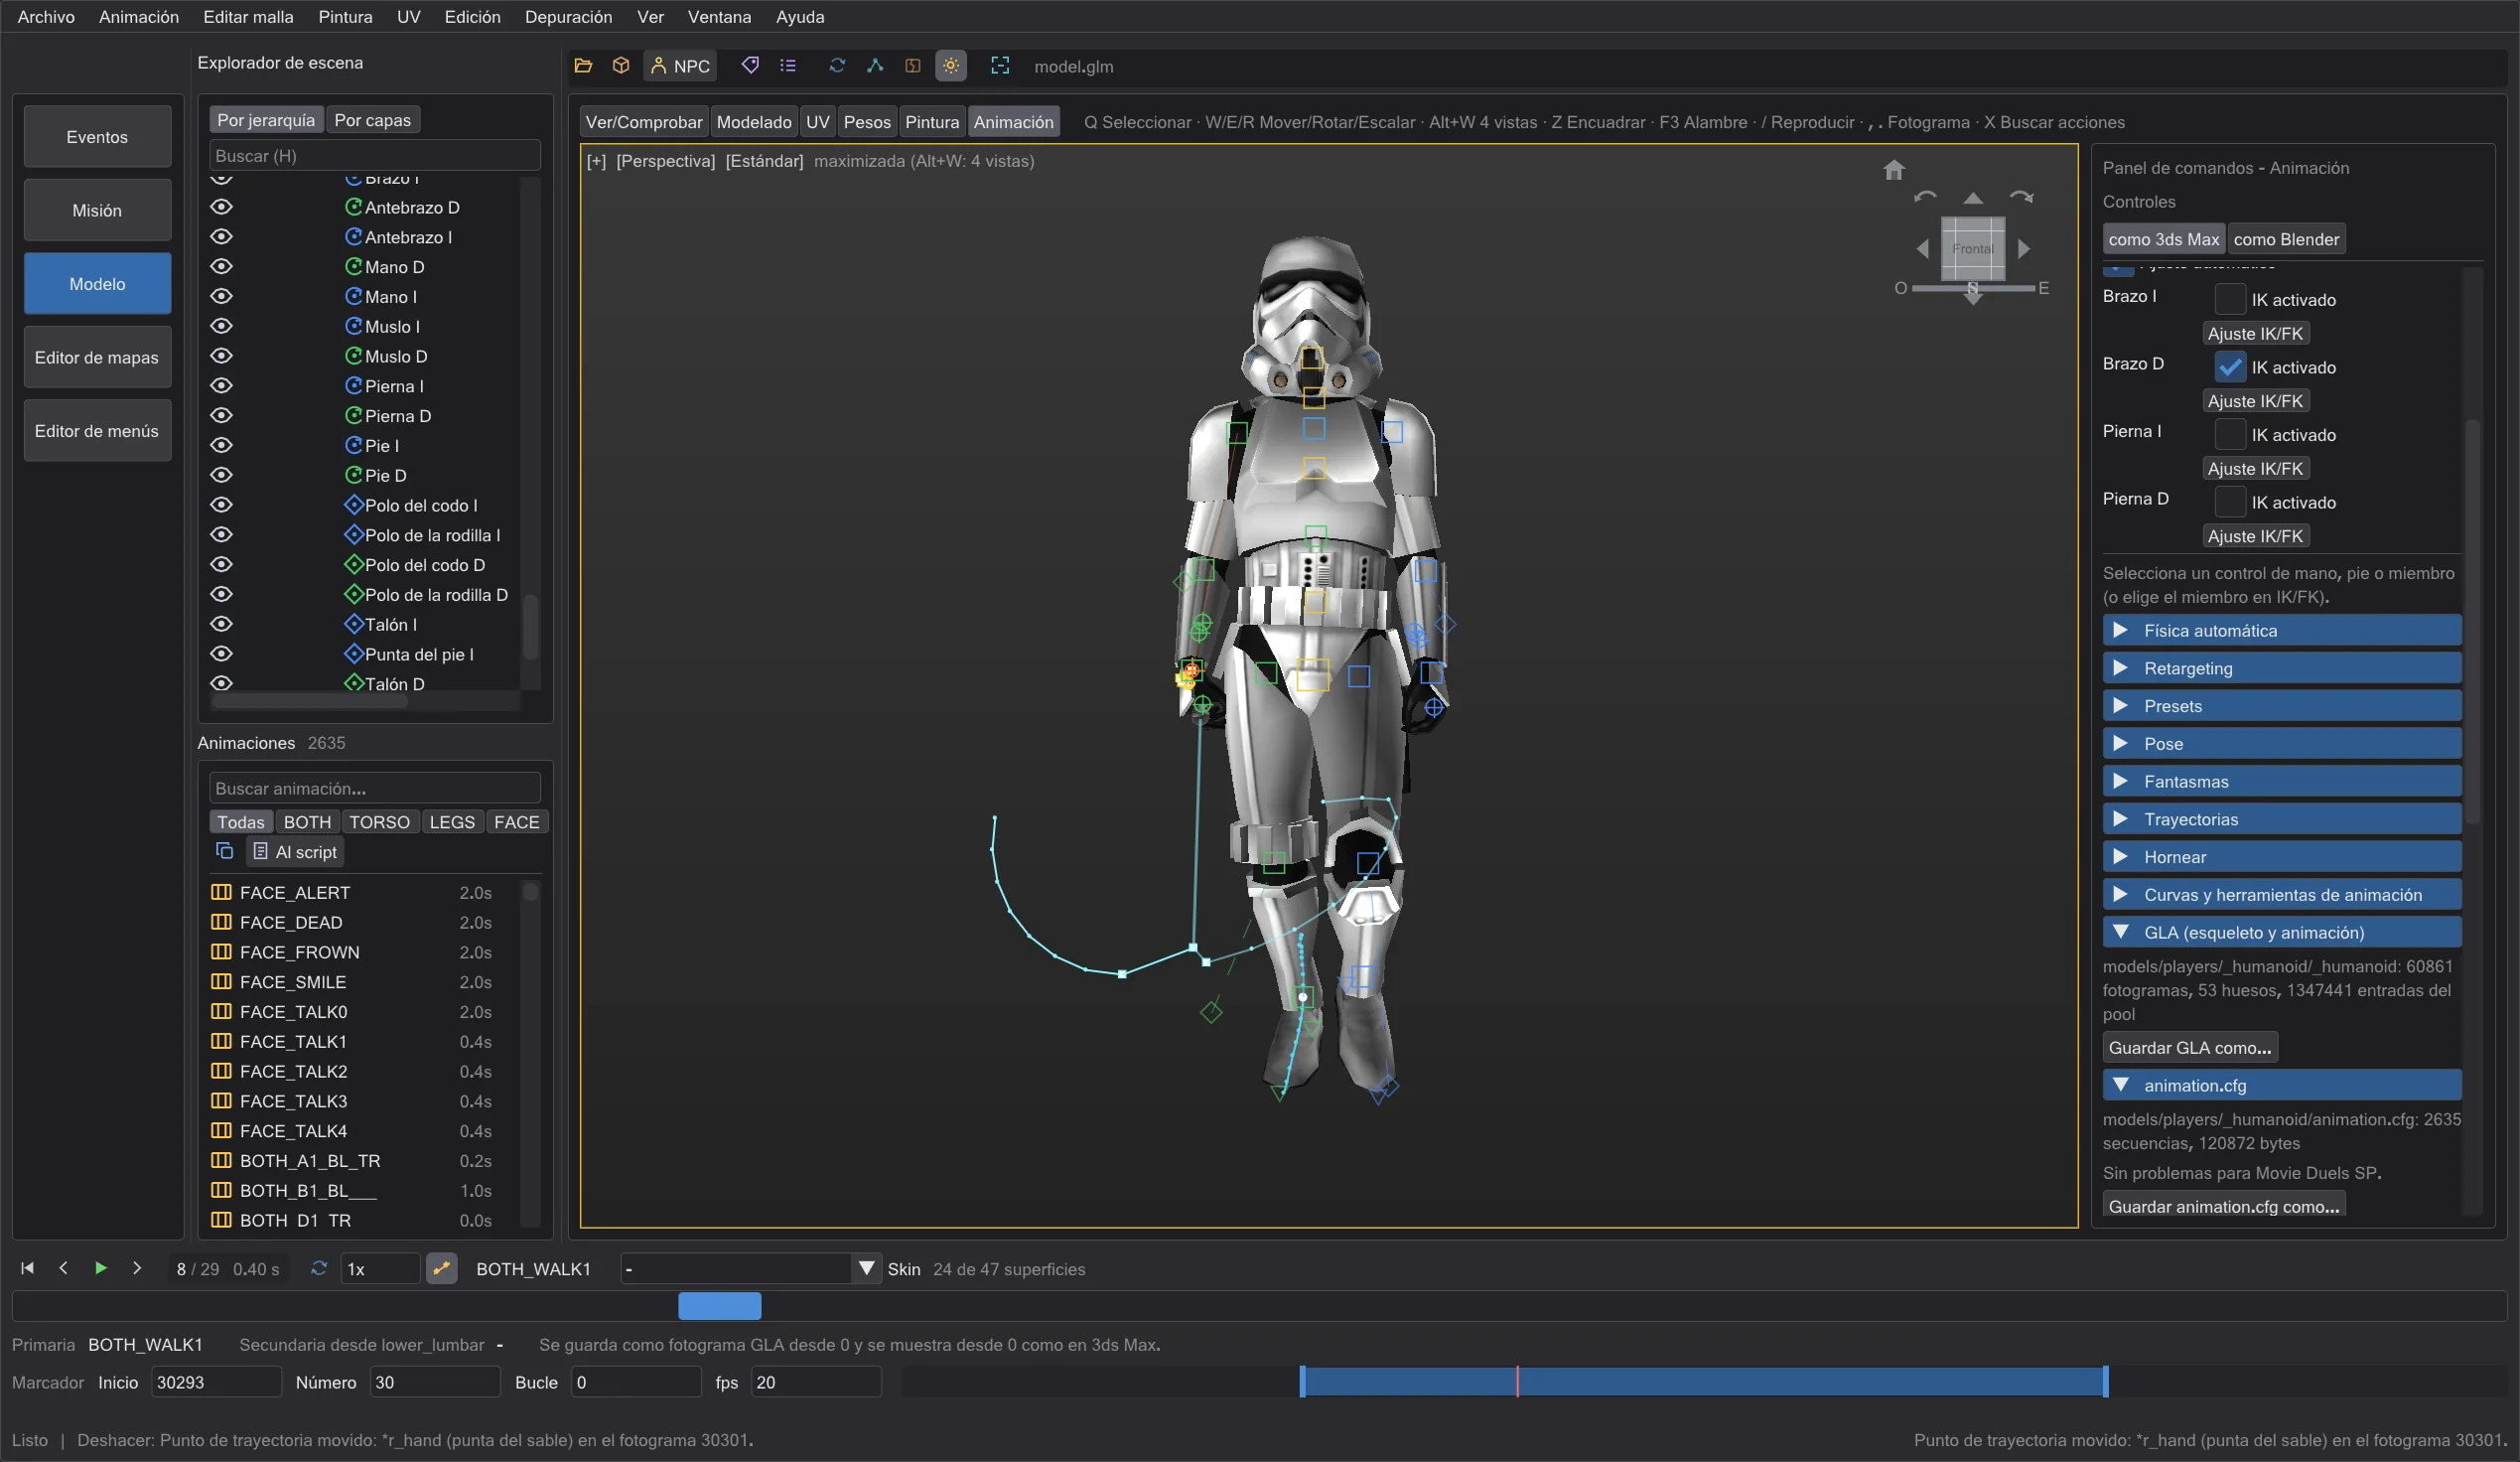 Archivo Animación Editar malla Pintura UV Edición Depuración Ver Ventana Ayuda
Explorador de escena
NPC
model.glm
Eventos
Misión
Modelo
Editor de mapas
Editor de menús
Por jerarquía Por capas
Buscar (H)
Brazo I
Antebrazo D
Antebrazo I
Mano D
Mano I
Muslo I
Muslo D
Pierna I
Pierna D
Pie I
Pie D
Polo del codo I
Polo de la rodilla I
Polo del codo D
Polo de la rodilla D
Talón I
Punta del pie I
Talón D
Animaciones 2635
Buscar animación...
Todas BOTH TORSO LEGS FACE
Al script
FACE_ALERT 2.0s
FACE_DEAD 2.0s
FACE_FROWN 2.0s
FACE_SMILE 2.0s
FACE_TALK0 2.0s
FACE_TALK1 0.4s
FACE_TALK2 0.4s
FACE_TALK3 0.4s
FACE_TALK4 0.4s
BOTH_A1_BL_TR 0.2s
BOTH_B1_BL___ 1.0s
BOTH_D1_TR 0.0s
Ver/Comprobar Modelado UV Pesos Pintura Animación Q Seleccionar · W/E/R Mover/Rotar/Escalar · Alt+W 4 vistas · Z Encuadrar · F3 Alambre · / Reproducir · , . Fotograma · X Buscar acciones
[+] [Perspectiva] [Estándar] maximizada (Alt+W: 4 vistas)
Frontal
O S E
Panel de comandos - Animación
Controles
como 3ds Max como Blender
Ajuste automático
Brazo I IK activado
Ajuste IK/FK
Brazo D IK activado
Ajuste IK/FK
Pierna I IK activado
Ajuste IK/FK
Pierna D IK activado
Ajuste IK/FK
Selecciona un control de mano, pie o miembro
(o elige el miembro en IK/FK).
Física automática
Retargeting
Presets
Pose
Fantasmas
Trayectorias
Hornear
Curvas y herramientas de animación
GLA (esqueleto y animación)
models/players/_humanoid/_humanoid: 60861
fotogramas, 53 huesos, 1347441 entradas del
pool
Guardar GLA como...
animation.cfg
models/players/_humanoid/animation.cfg: 2635
secuencias, 120872 bytes
Sin problemas para Movie Duels SP.
Guardar animation.cfg como...
8 / 29 0.40 s 1x BOTH_WALK1 - Skin 24 de 47 superficies
Primaria BOTH_WALK1 Secundaria desde lower_lumbar - Se guarda como fotograma GLA desde 0 y se muestra desde 0 como en 3ds Max.
Marcador Inicio 30293 Número 30 Bucle 0 fps 20
Listo | Deshacer: Punto de trayectoria movido: *r_hand (punta del sable) en el fotograma 30301.
Punto de trayectoria movido: *r_hand (punta del sable) en el fotograma 30301.